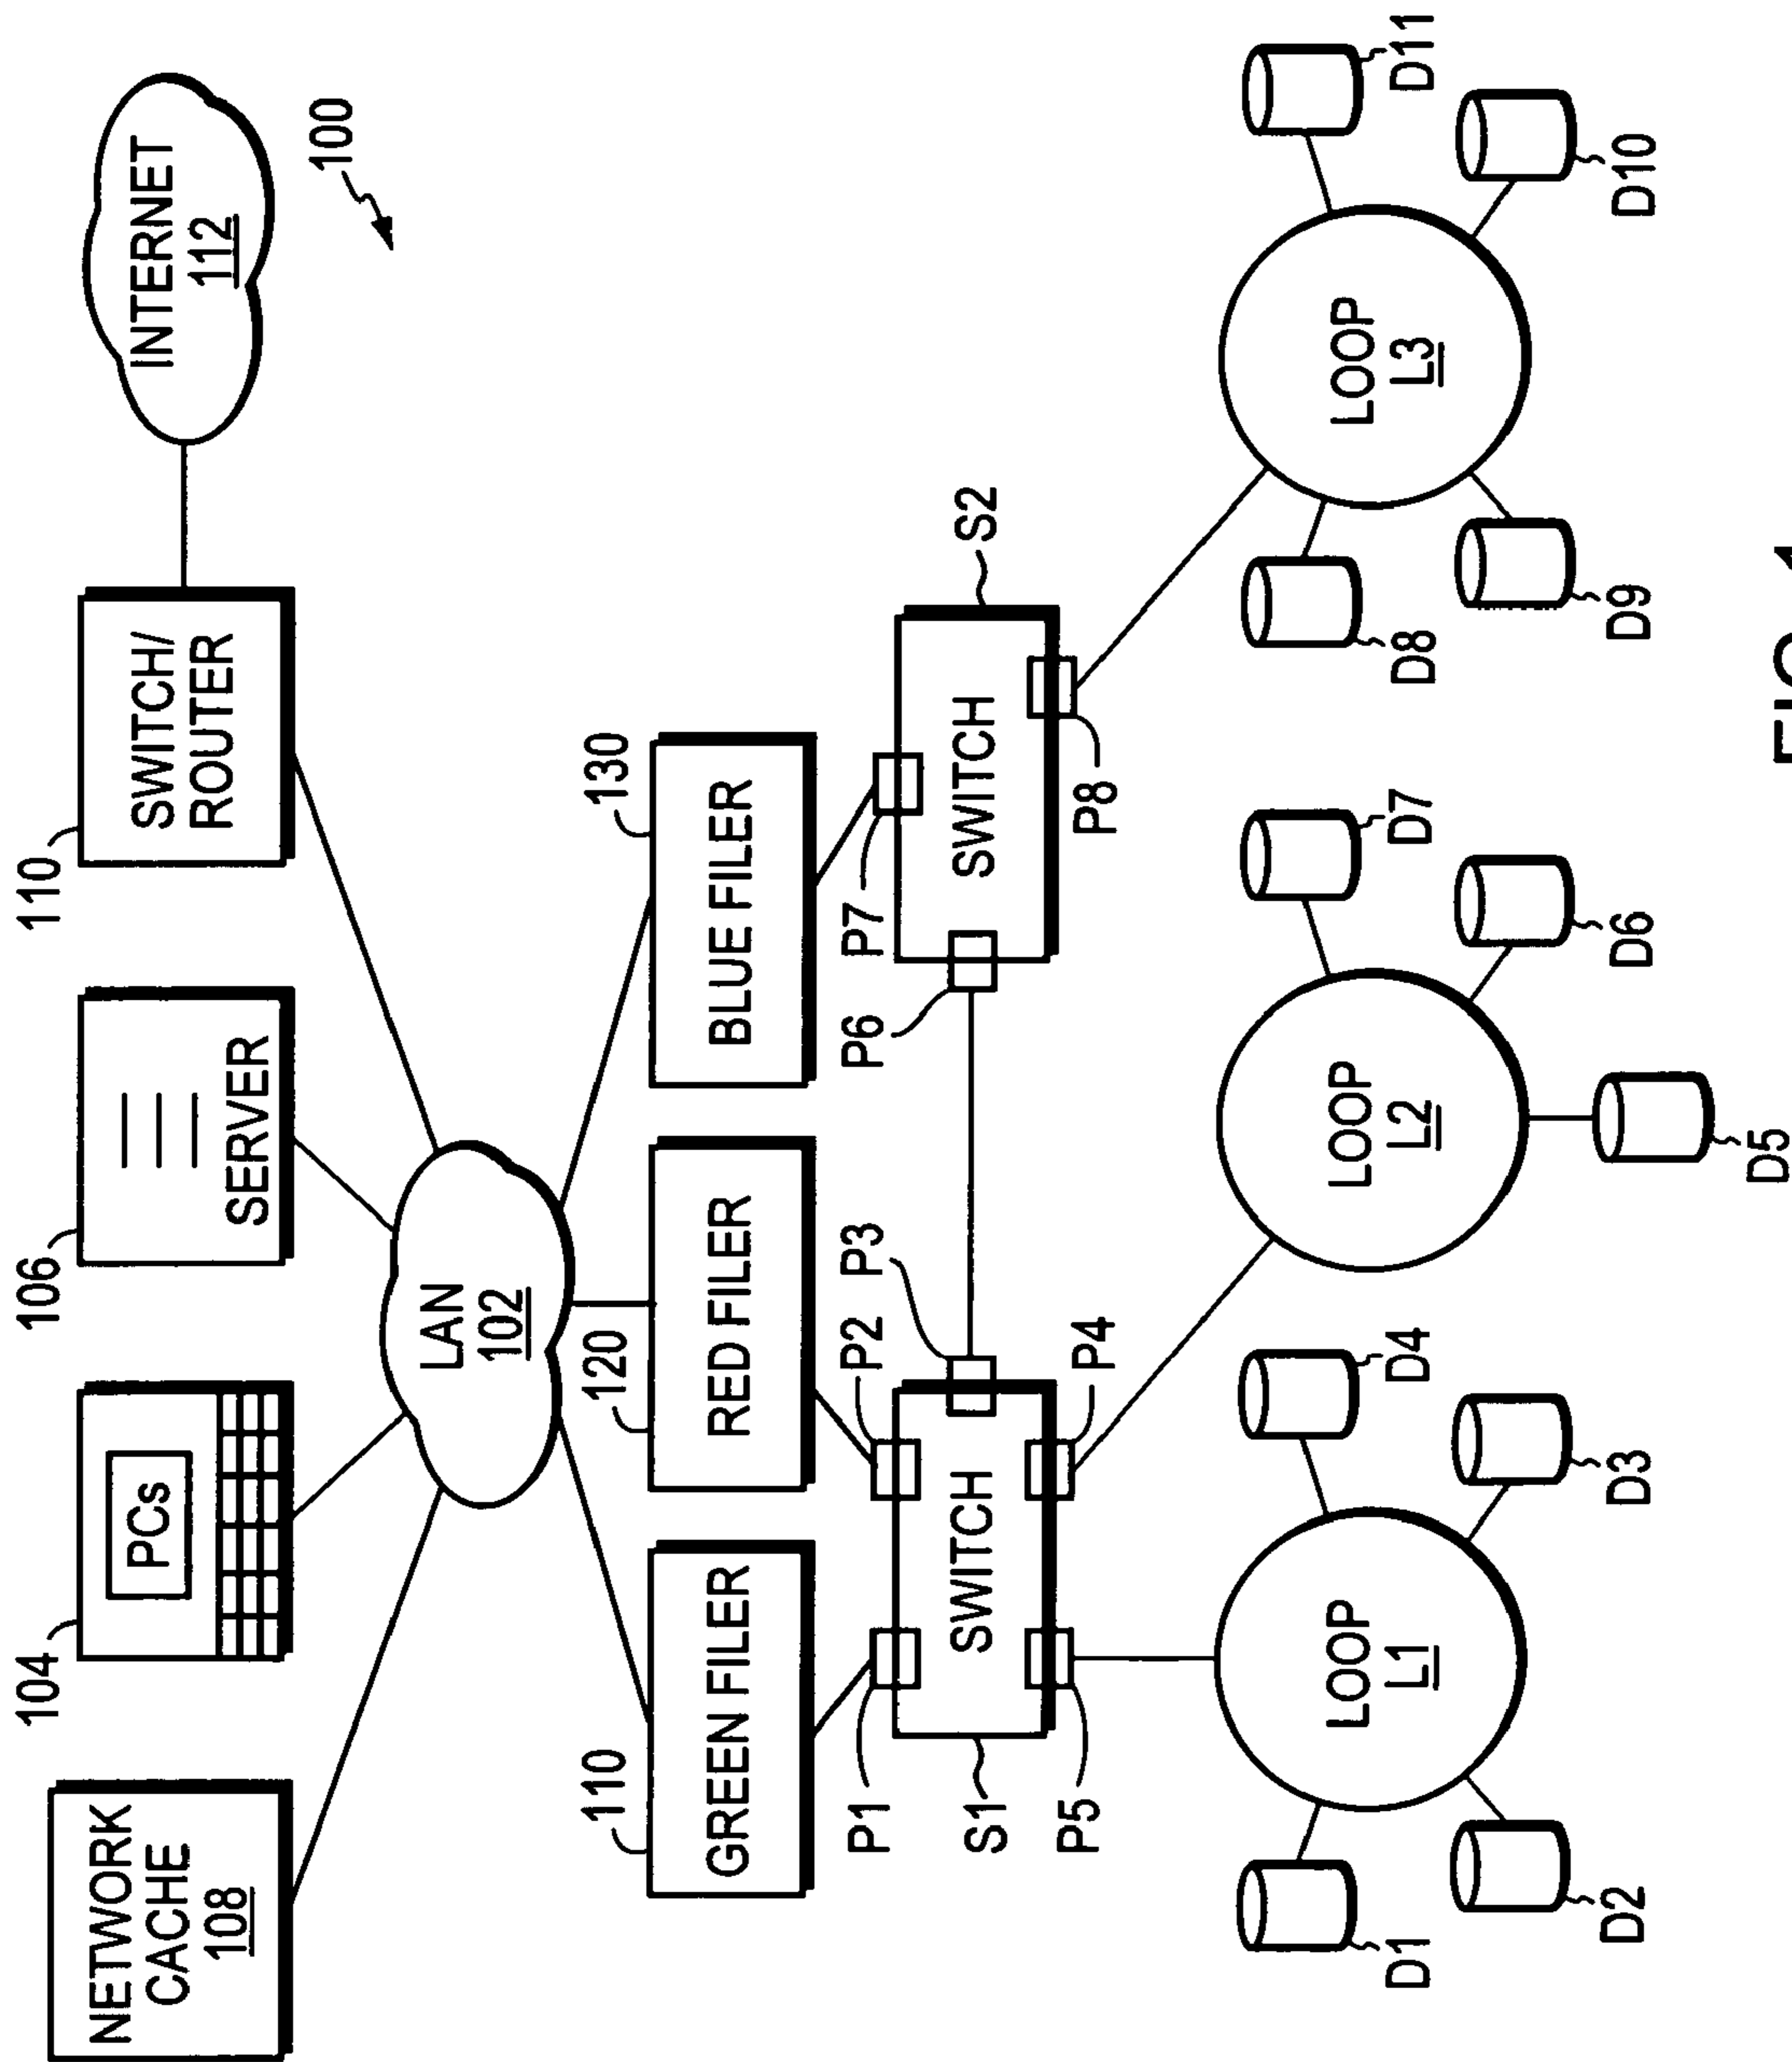 110
106
104
SWITCH/
ROUTER
INTERNET
112
100
SERVER
PCs
NETWORK
CACHE
108
LAN
102
110
GREEN FILER
120
RED FILER
130
BLUE FILER
P1
P2
P3
P6
P7
S2
SWITCH
SWITCH
S1
P5
P4
P8
LOOP
L1
LOOP
L2
LOOP
L3
D1
D2
D3
D4
D5
D6
D7
D8
D9
D10
D11